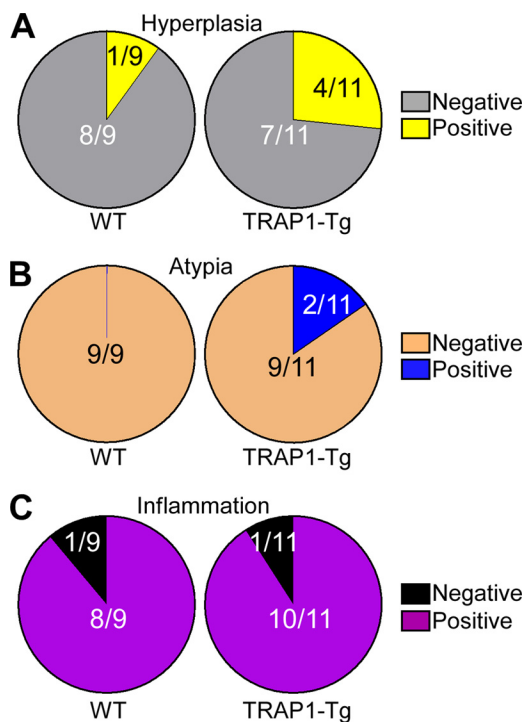 A
Hyperplasia
1/9
8/9
WT
4/11
7/11
TRAP1-Tg
Negative
Positive
B
Atypia
9/9
WT
2/11
9/11
TRAP1-Tg
Negative
Positive
C
Inflammation
1/9
8/9
WT
1/11
10/11
TRAP1-Tg
Negative
Positive